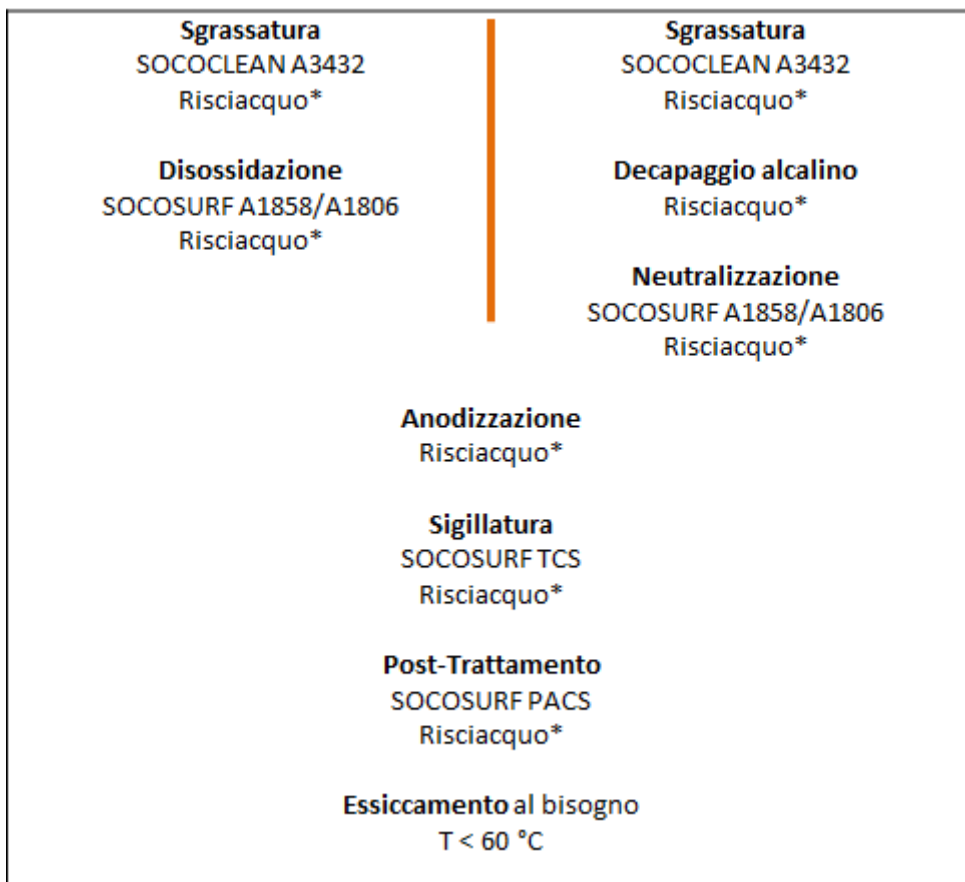 Sgrassatura
SOCOCLEAN A3432
Risciacquo*
Disossidazione
SOCOSURF A1858/A1806
Risciacquo*
Sgrassatura
SOCOCLEAN A3432
Risciacquo*
Decapaggio alcalino
Risciacquo*
Neutralizzazione
SOCOSURF A1858/A1806
Risciacquo*
Anodizzazione
Risciacquo*
Sigillatura
SOCOSURF TCS
Risciacquo*
Post-Trattamento
SOCOSURF PACS
Risciacquo*
Essiccamento al bisogno
T < 60 °C